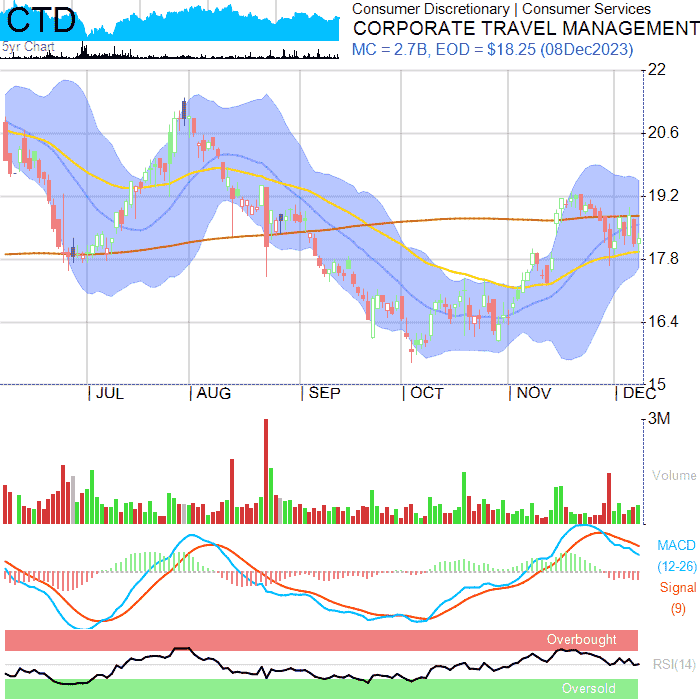 CTD
5yr Chart
Consumer Discretionary | Consumer Services
CORPORATE TRAVEL MANAGEMENT
MC = 2.7B, EOD = $18.25 (08Dec2023)
22
20.6
19.2
17.8
16.4
15
JUL
AUG
SEP
OCT
NOV
DEC
3M
Volume
MACD
(12-26)
Signal
(9)
Overbought
RSI(14)
Oversold